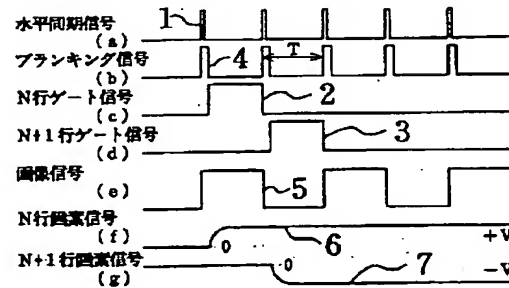 水平同期信号
(a)
1
ブランキング信号
(b)
4
T
N行ゲート信号
(c)
2
N+1行ゲート信号
(d)
3
画像信号
(e)
5
N行画素信号
(f)
0
6
+V
N+1行画素信号
(g)
0
7
-V